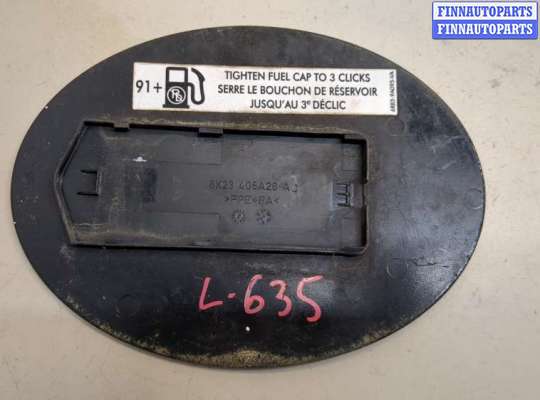 FINNAUTOPARTS
FINNAUTOPARTS
91+
TIGHTEN FUEL CAP TO 3 CLICKS
SERRE LE BOUCHON DE RÉSERVOIR
JUSQU'AU 3ᴱ DÉCLIC
>PPE+PA<
L-635